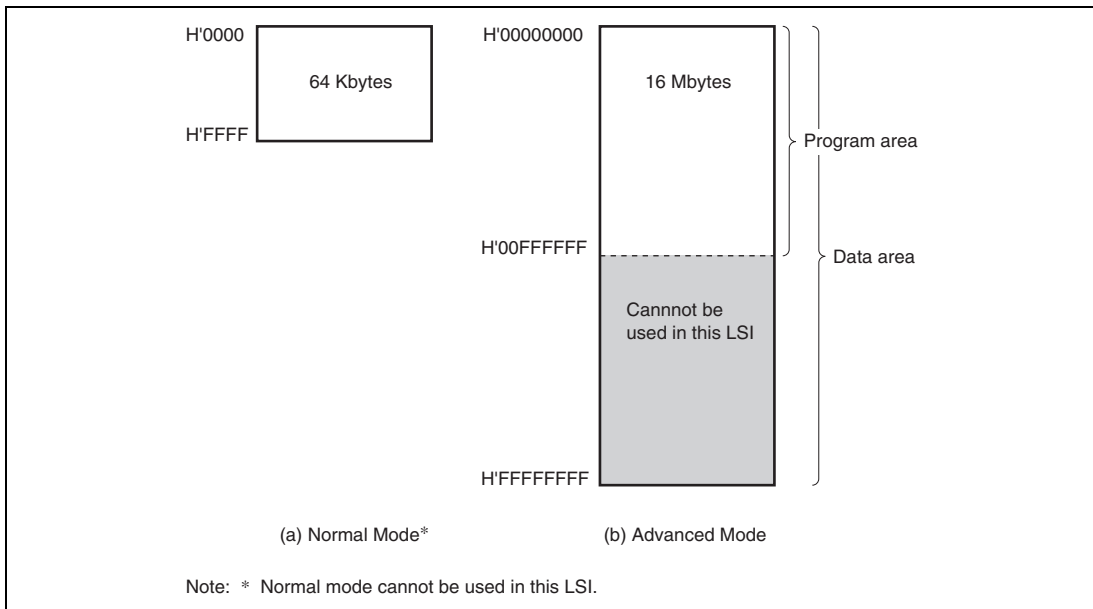 H'0000
64 Kbytes
H'FFFF
H'00000000
16 Mbytes
Program area
H'00FFFFFF
Data area
Cannnot be
used in this LSI
H'FFFFFFFF
(a) Normal Mode*
(b) Advanced Mode
Note: * Normal mode cannot be used in this LSI.